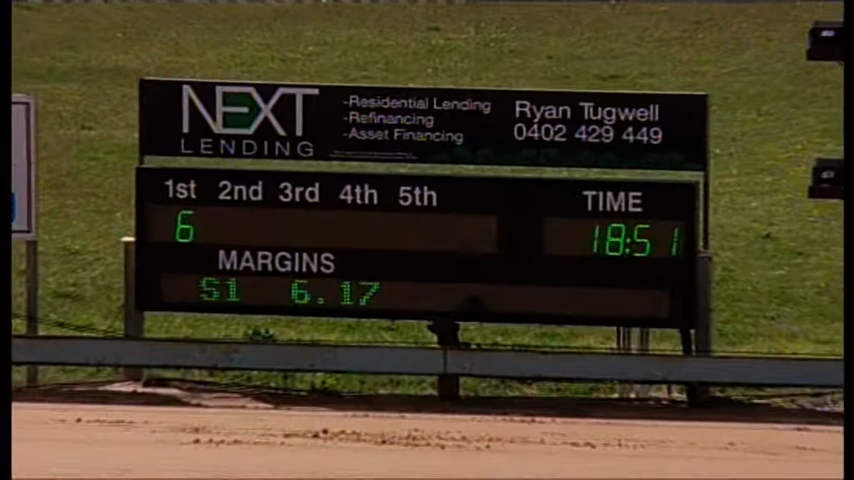 NEXT
LENDING
-Residential Lending
-Refinancing
-Asset Financing
Ryan Tugwell
0402 429 449
1st 2nd 3rd 4th 5th TIME
6 18:51
MARGINS
S1 6.17